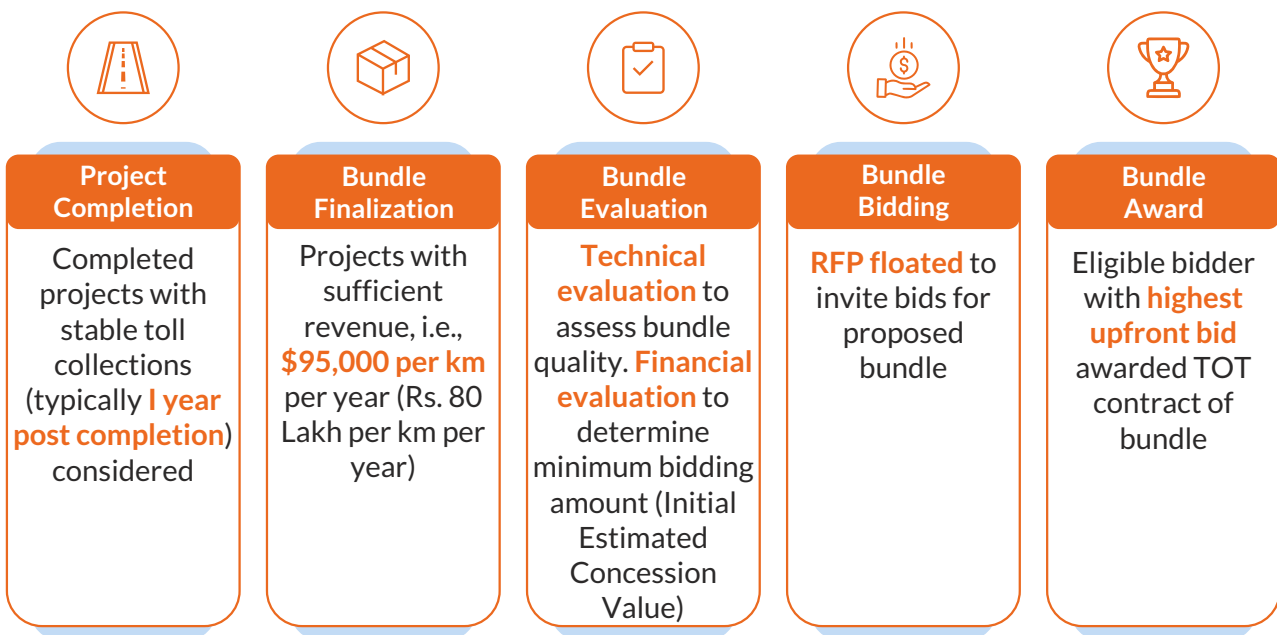 Project
Completion
Completed
projects with
stable toll
collections
(typically I year
post completion)
considered
Bundle
Finalization
Projects with
sufficient
revenue, i.e.,
$95,000 per km
per year (Rs. 80
Lakh per km per
year)
Bundle
Evaluation
Technical
evaluation to
assess bundle
quality. Financial
evaluation to
determine
minimum bidding
amount (Initial
Estimated
Concession
Value)
Bundle
Bidding
RFP floated to
invite bids for
proposed
bundle
Bundle
Award
Eligible bidder
with highest
upfront bid
awarded TOT
contract of
bundle